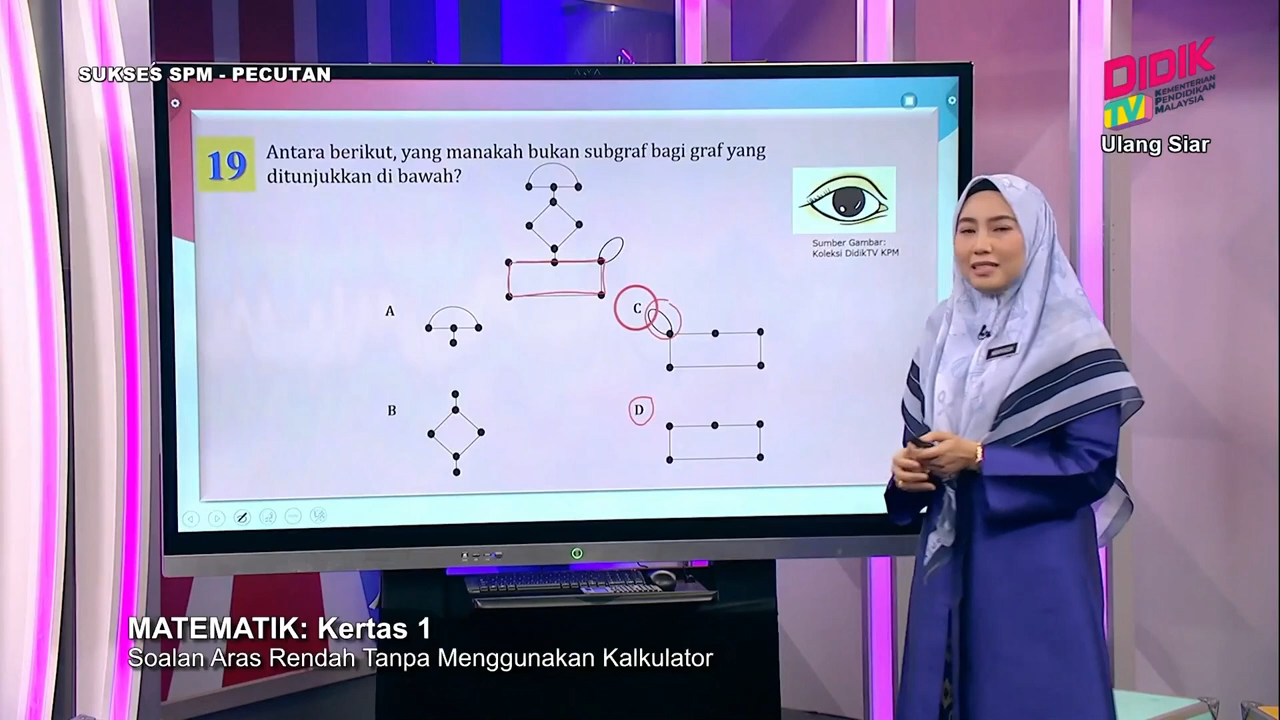 SUKSES SPM - PECUTAN
DIDIK
TV
KEMENTERIAN
PENDIDIKAN
MALAYSIA
Ulang Siar
19
Antara berikut, yang manakah bukan subgraf bagi graf yang
ditunjukkan di bawah?
Sumber Gambar:
Koleksi DidikTV KPM
A
C
B
D
MATEMATIK: Kertas 1
Soalan Aras Rendah Tanpa Menggunakan Kalkulator